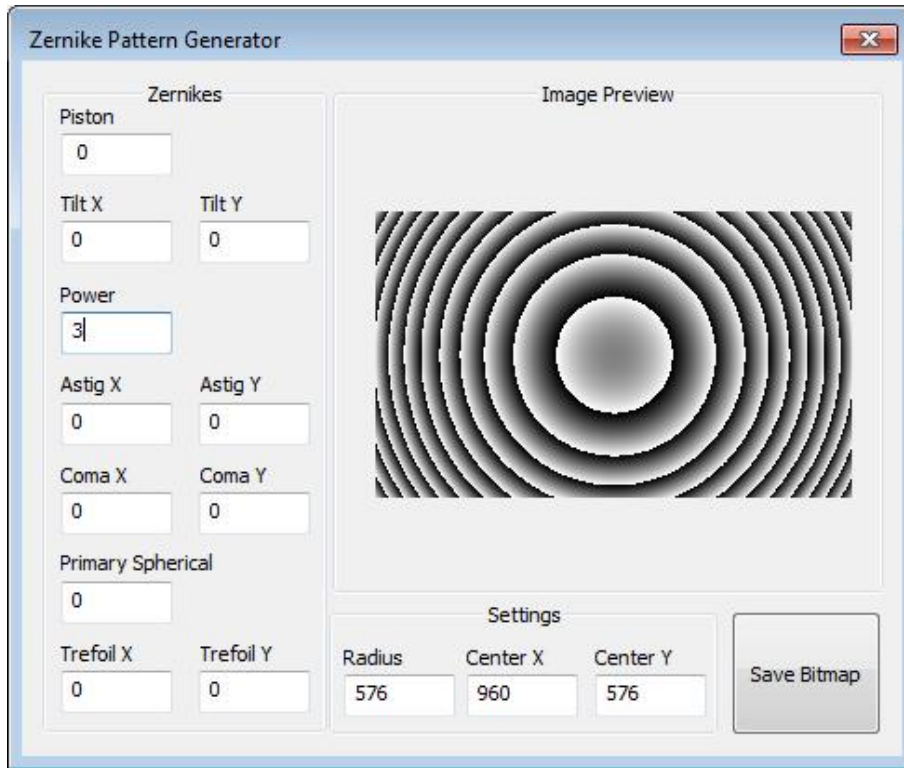 Zernike Pattern Generator
Zernikes
Piston
0
Tilt X Tilt Y
0 0
Power
3
Astig X Astig Y
0 0
Coma X Coma Y
0 0
Primary Spherical
0
Trefoil X Trefoil Y
0 0
Image Preview
Settings
Radius Center X Center Y
576 960 576
Save Bitmap